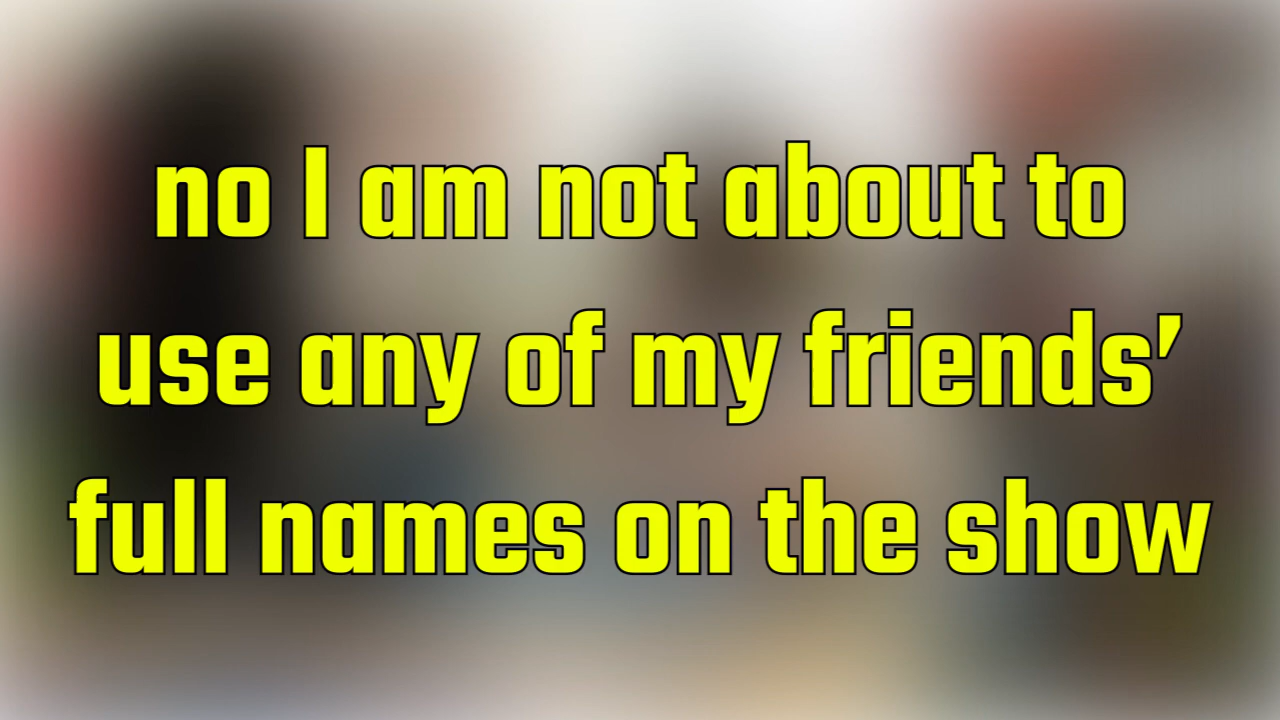 no I am not about to
use any of my friends’
full names on the show